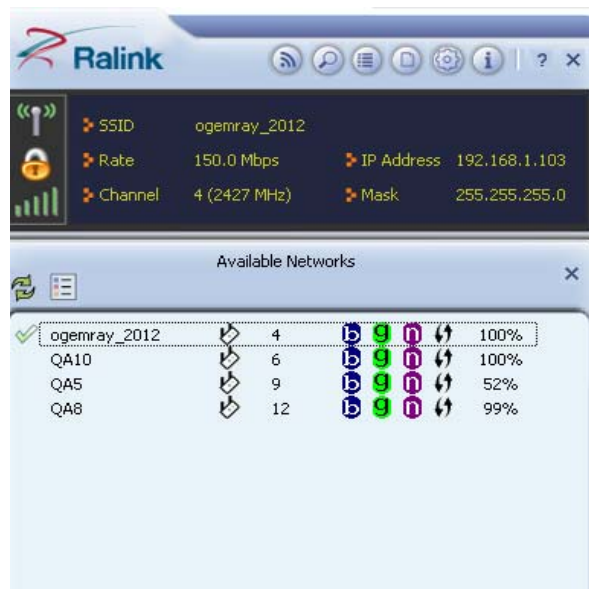 Ralink
? ×
SSID ogemray_2012
Rate 150.0 Mbps IP Address 192.168.1.103
Channel 4 (2427 MHz) Mask 255.255.255.0
Available Networks
ogemray_2012 4 b g n 100%
QA10 6 b g n 100%
QA5 9 b g n 52%
QA8 12 b g n 99%